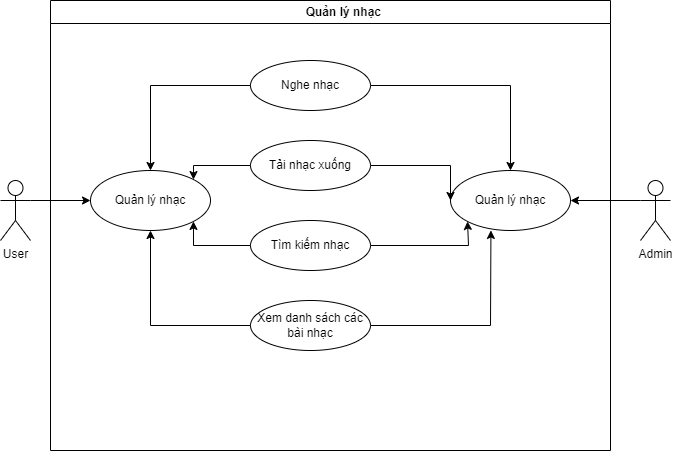 Quản lý nhạc
Nghe nhạc
Tải nhạc xuống
Quản lý nhạc
Quản lý nhạc
Tìm kiếm nhạc
User
Admin
Xem danh sách các
bài nhạc